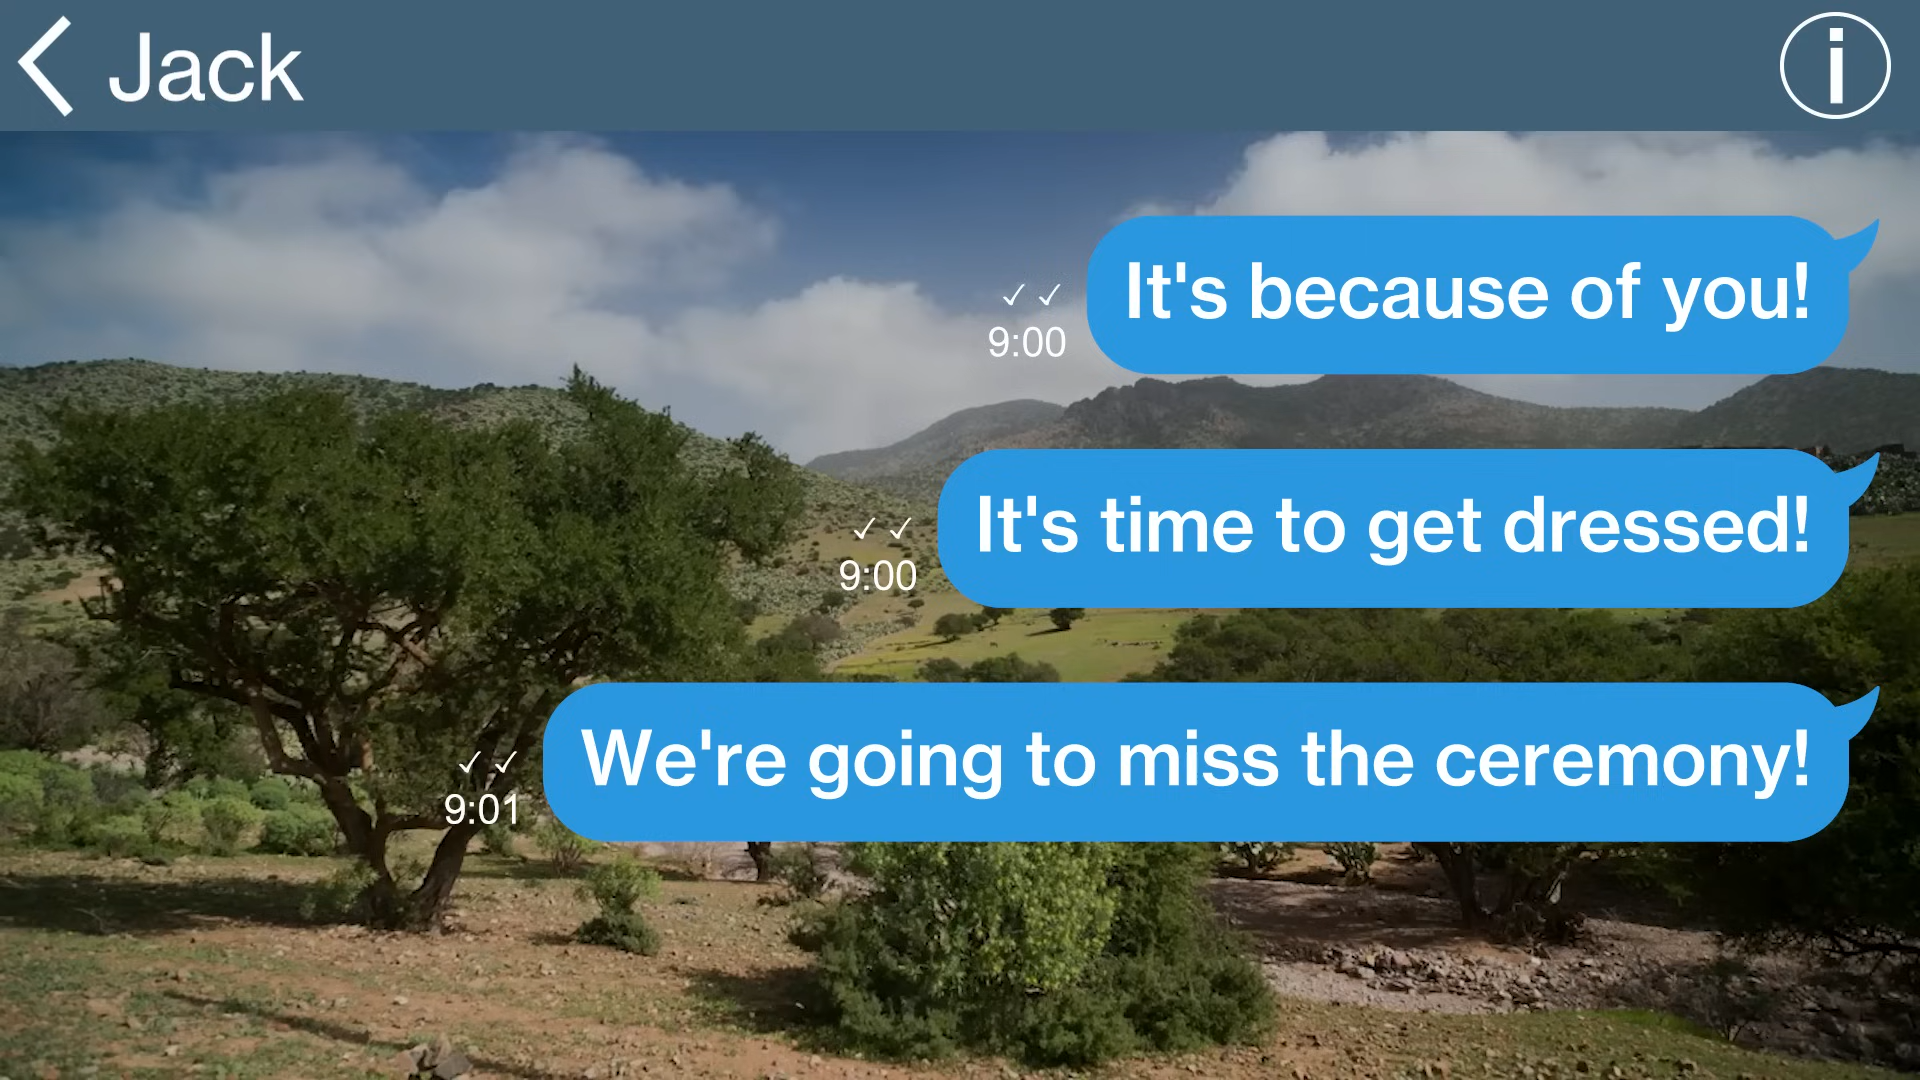 Jack
It's because of you!
✓✓
9:00
It's time to get dressed!
✓✓
9:00
We're going to miss the ceremony!
✓✓
9:01